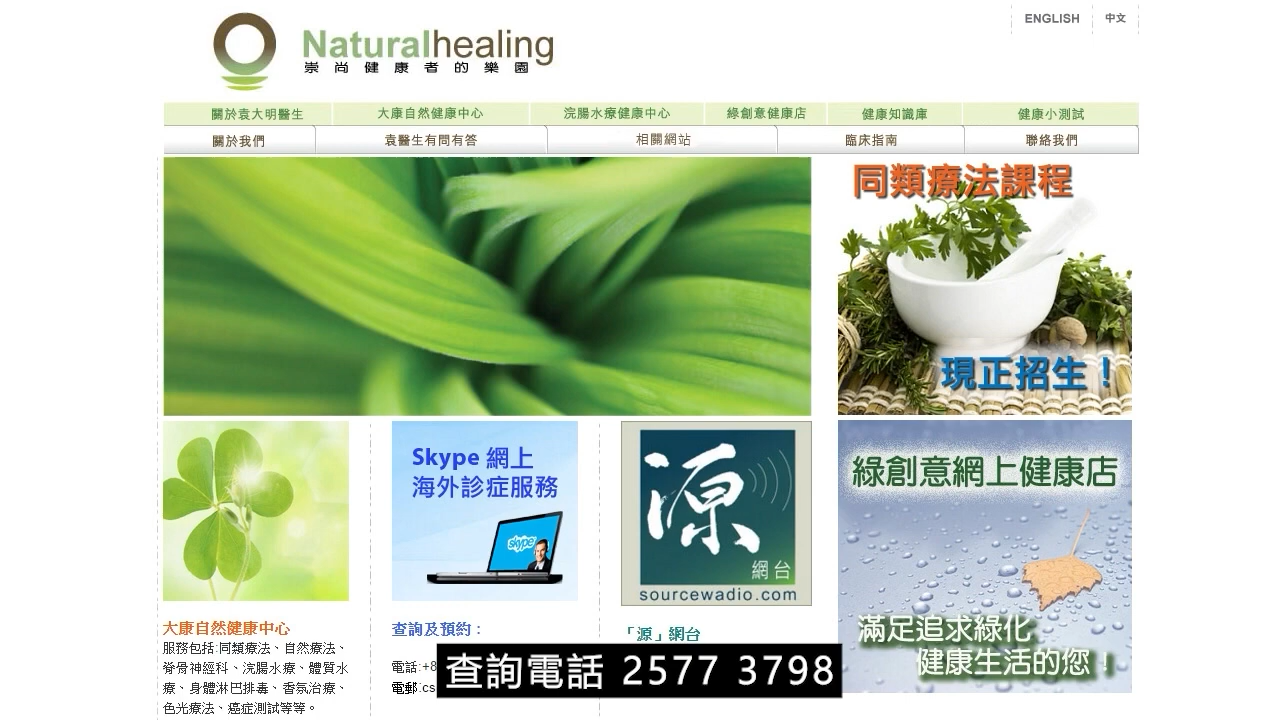 ENGLISH 中文
Naturalhealing
崇尚健康者的樂園
關於袁大明醫生 大康自然健康中心 浣腸水療健康中心 綠創意健康店 健康知識庫 健康小測試
關於我們 袁醫生有問有答 相關網站 臨床指南 聯絡我們
同類療法課程
現正招生！
Skype 網上
海外診症服務
skype
源
網台
sourcewadio.com
綠創意網上健康店
滿足追求綠化
健康生活的您！
大康自然健康中心
服務包括:同類療法、自然療法、
脊骨神經科、浣腸水療、體質水
療、身體淋巴排毒、香氛治療、
色光療法、癌症測試等等。
查詢及預約：
電話:+8
電郵:cs
「源」網台
查詢電話 2577 3798